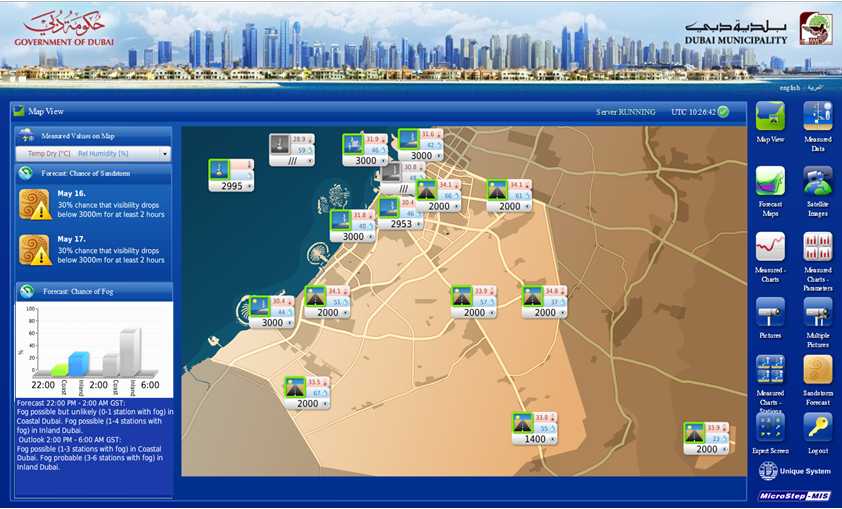 حكومة دبي
GOVERNMENT OF DUBAI
بلدية دبي
DUBAI MUNICIPALITY
english
العربية
Map View
Server RUNNING
UTC 10:26:42
Measured Values on Map
Temp Dry [°C] Rel Humidity [%]
Forecast: Chance of Sandstorm
May 16.
30% chance that visibility drops
below 3000m for at least 2 hours
May 17.
30% chance that visibility drops
below 3000m for at least 2 hours
Forecast: Chance of Fog
100
80
60
40
20
0
%
22:00 Coast Inland 2:00 Coast Inland 6:00
Forecast 22:00 PM - 2:00 AM GST:
Fog possible but unlikely (0-1 station with fog) in
Coastal Dubai. Fog possible (1-4 stations with
fog) in Inland Dubai.
Outlook 2:00 PM - 6:00 AM GST:
Fog possible (1-3 stations with fog) in Coastal
Dubai. Fog probable (3-6 stations with fog) in
Inland Dubai.
2995
28.9
59
///
31.9
46
3000
31.6
42
3000
30.8
48
///
34.1
66
2000
34.1
61
2000
30.4
46
2953
31.8
40
3000
30.4
44
3000
34.1
51
2000
33.9
57
2000
34.8
37
2000
33.5
67
2000
33.8
55
1400
33.9
23
2000
Map View
Measured
Data
Forecast
Maps
Satellite
Images
Measured -
Charts
Measured
Charts -
Parameters
Pictures
Multiple
Pictures
Measured
Charts -
Stations
Sandstorm
Forecast
Expert Screen
Log out
Unique System
MicroStep-MIS